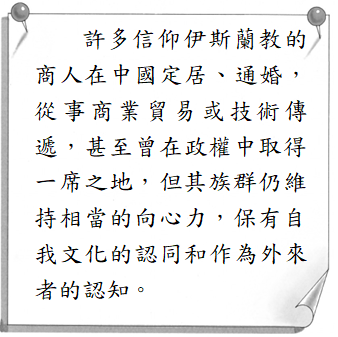 許多信仰伊斯蘭教的
商人在中國定居、通婚，
從事商業貿易或技術傳
遞，甚至曾在政權中取得
一席之地，但其族群仍維
持相當的向心力，保有自
我文化的認同和作為外來
者的認知。